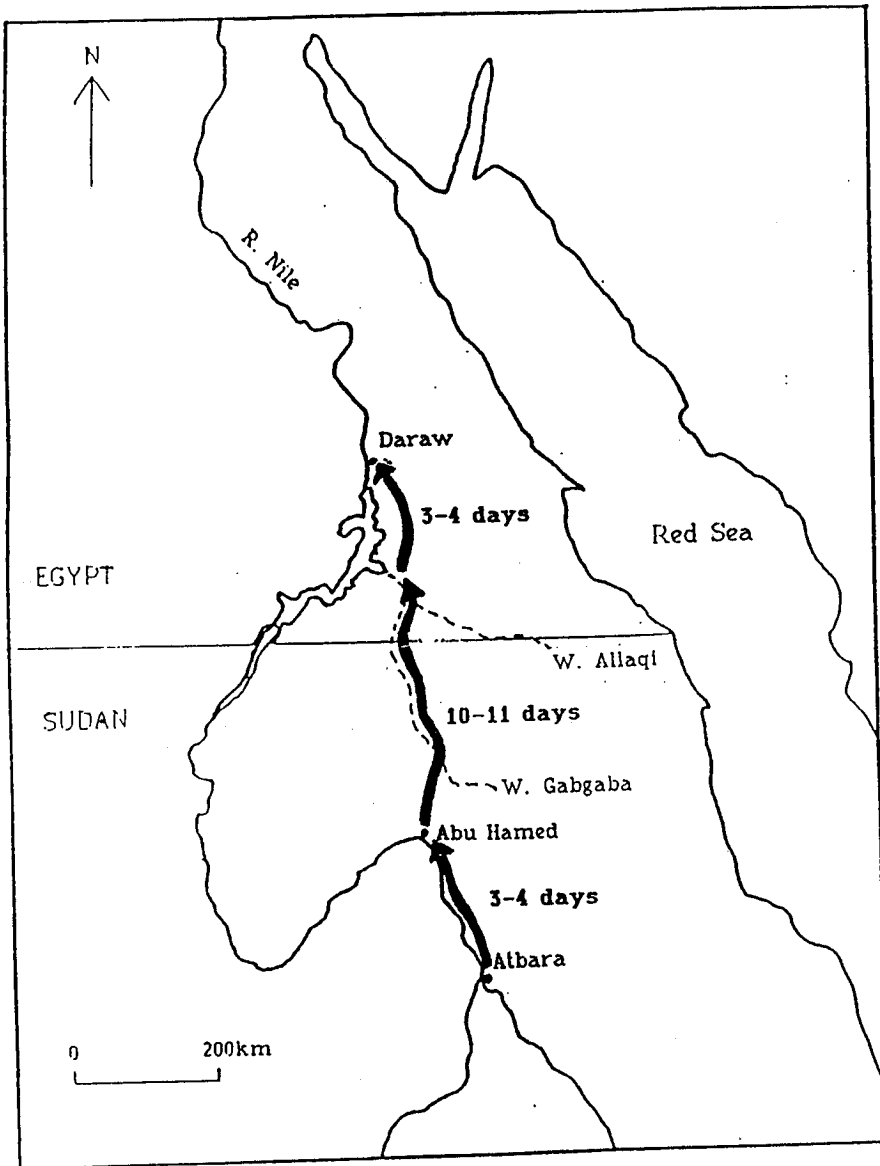 N
R. Nile
Daraw
3-4 days
Red Sea
EGYPT
W. Allaqi
SUDAN
10-11 days
W. Gabgaba
Abu Hamed
3-4 days
Atbara
0 200km